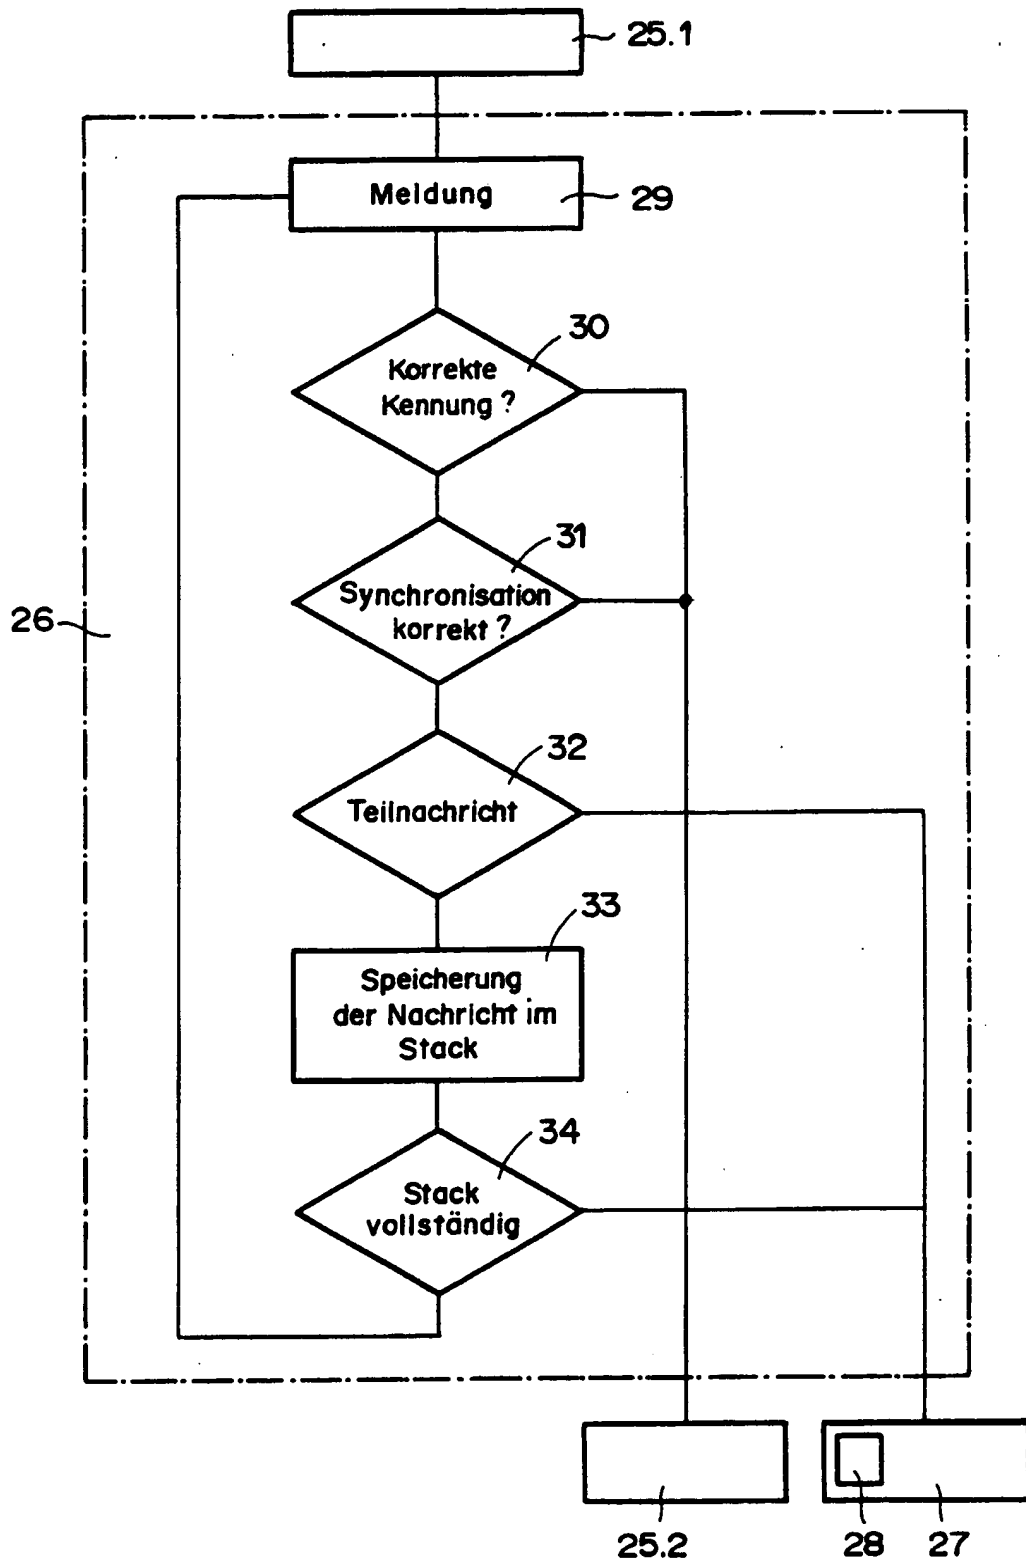 25.1
Meldung
29
30
Korrekte
Kennung ?
31
Synchronisation
korrekt ?
26
32
Teilnachricht
33
Speicherung
der Nachricht im
Stack
34
Stack
vollständig
25.2
28
27